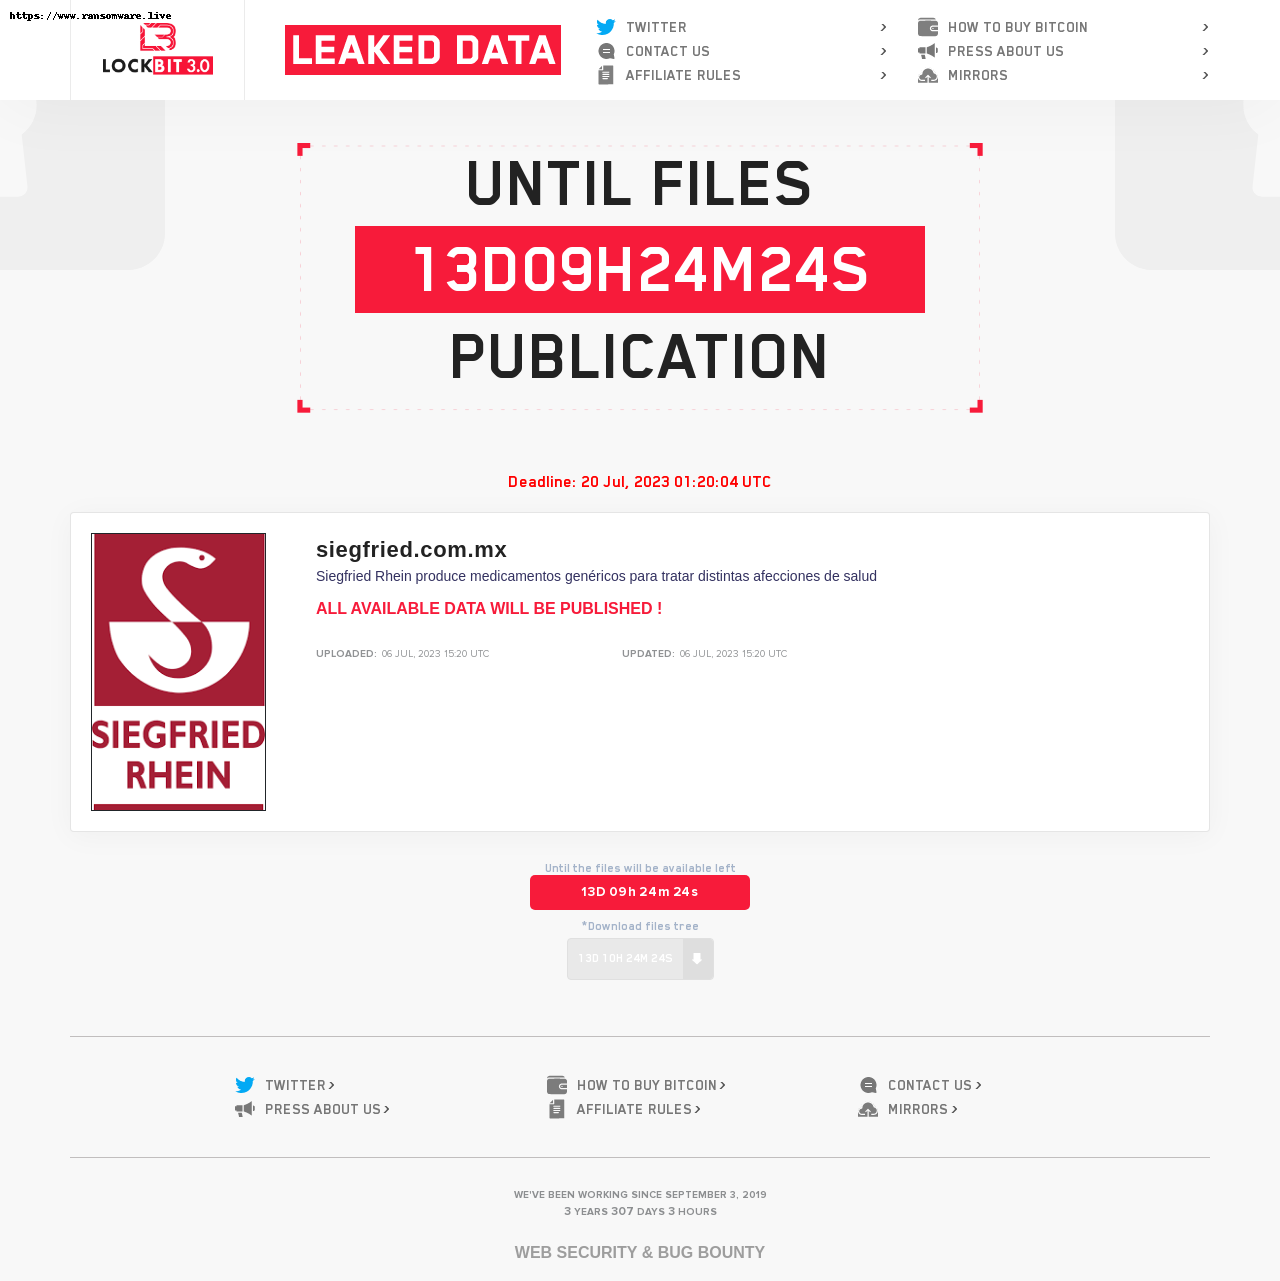 https://www.ransomware.live
LOCKBIT 3.0
LEAKED DATA
TWITTER
CONTACT US
AFFILIATE RULES
HOW TO BUY BITCOIN
PRESS ABOUT US
MIRRORS
UNTIL FILES
13D09H24M24S
PUBLICATION
Deadline: 20 Jul, 2023 01:20:04 UTC
SIEGFRIED
RHEIN
siegfried.com.mx
Siegfried Rhein produce medicamentos genéricos para tratar distintas afecciones de salud
ALL AVAILABLE DATA WILL BE PUBLISHED !
UPLOADED: 06 JUL, 2023 15:20 UTC
UPDATED: 06 JUL, 2023 15:20 UTC
Until the files will be available left
13D 09h 24m 24s
*Download files tree
13D 10H 24M 24S
TWITTER
HOW TO BUY BITCOIN
CONTACT US
PRESS ABOUT US
AFFILIATE RULES
MIRRORS
WE'VE BEEN WORKING SINCE SEPTEMBER 3, 2019
3 YEARS 307 DAYS 3 HOURS
WEB SECURITY & BUG BOUNTY